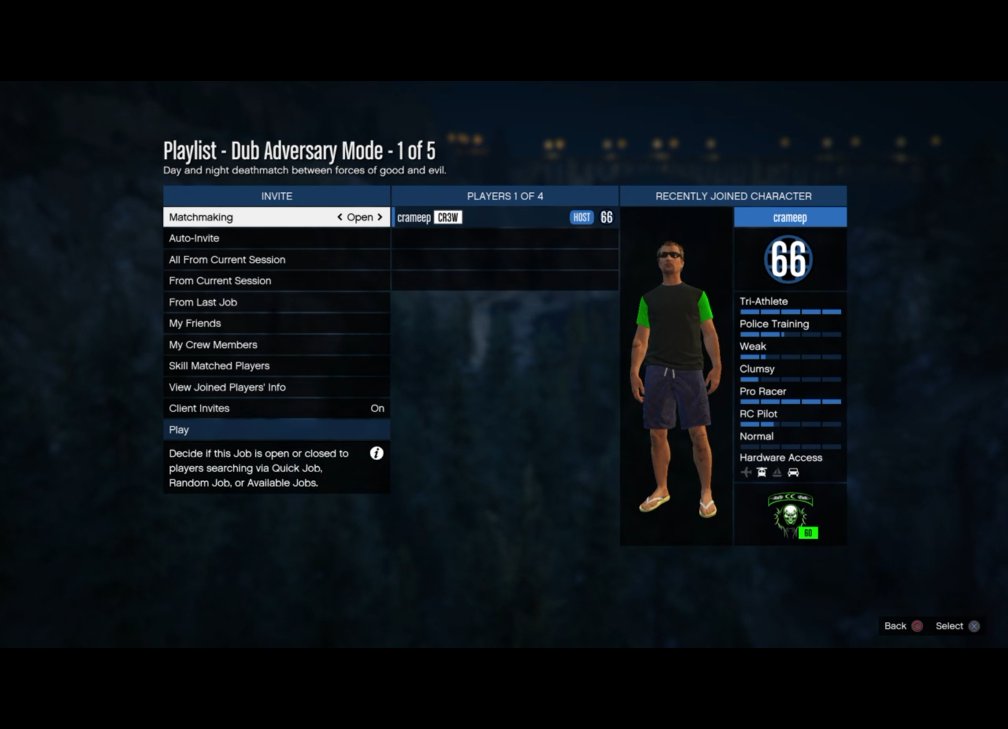 Playlist - Dub Adversary Mode - 1 of 5
Day and night deathmatch between forces of good and evil.
INVITE
Matchmaking
Open
Auto-Invite
All From Current Session
From Current Session
From Last Job
My Friends
My Crew Members
Skill Matched Players
View Joined Players' Info
Client Invites
On
Play
Decide if this Job is open or closed to
players searching via Quick Job,
Random Job, or Available Jobs.
PLAYERS 1 OF 4
crameep CR3W HOST 66
RECENTLY JOINED CHARACTER
crameep
66
Tri-Athlete
Police Training
Weak
Clumsy
Pro Racer
RC Pilot
Normal
Hardware Access
CC
Back
Select